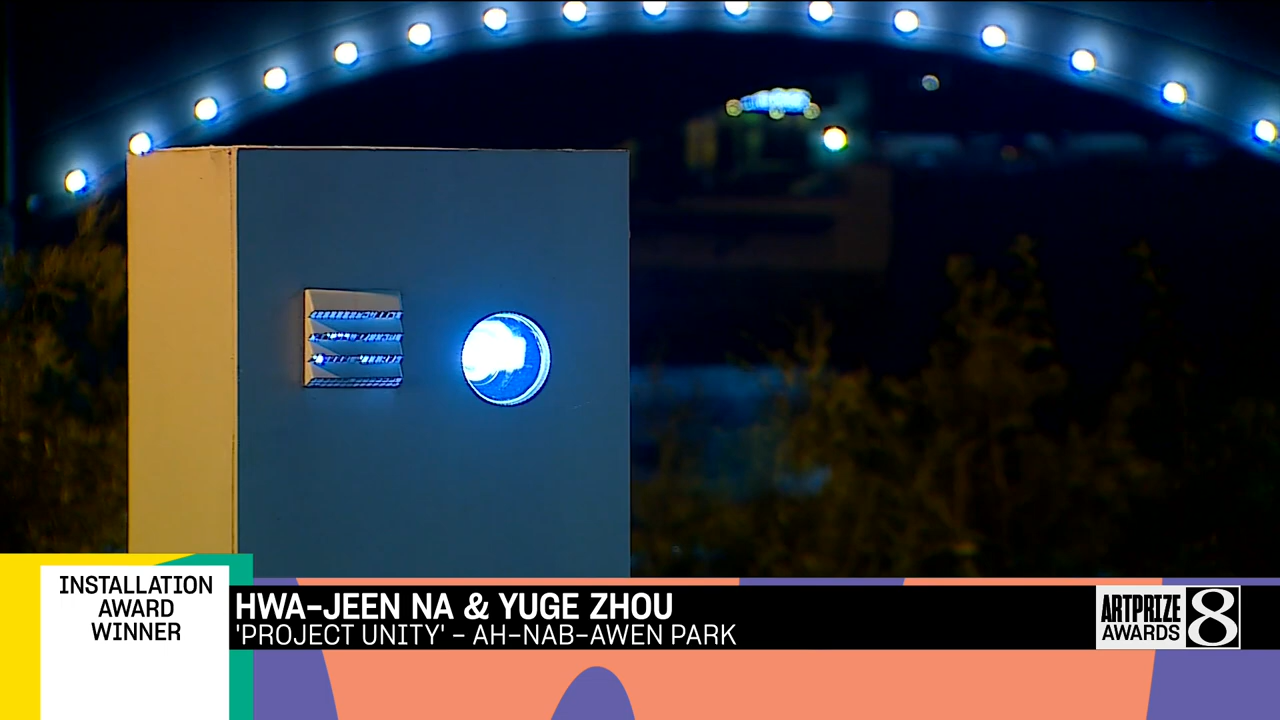 INSTALLATION
AWARD
WINNER
HWA-JEEN NA & YUGE ZHOU
'PROJECT UNITY' - AH-NAB-AWEN PARK
ARTPRIZE
AWARDS
8